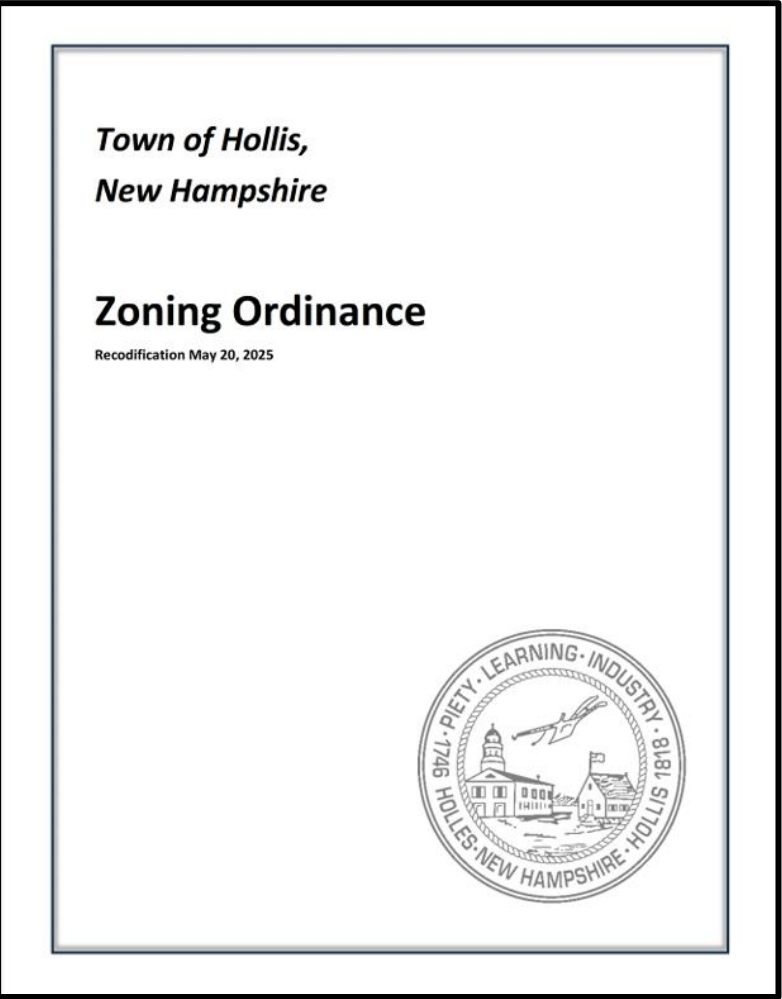 Town of Hollis,
New Hampshire
Zoning Ordinance
Recodification May 20, 2025
·PIETY·LEARNING·INDUSTRY·
1746 HOLLES·NEW HAMPSHIRE·HOLLIS 1818